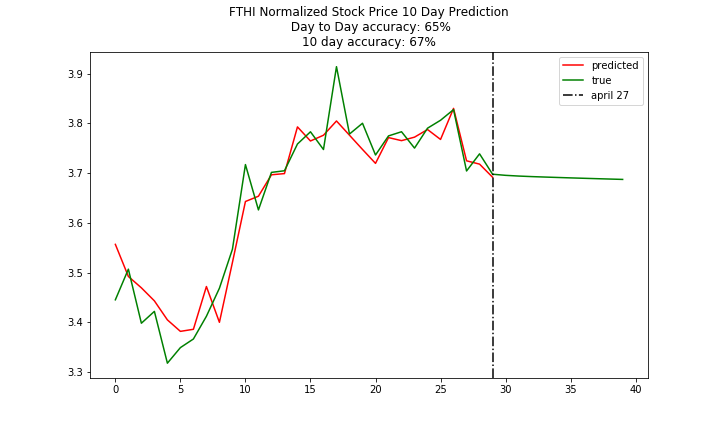 FTHI Normalized Stock Price 10 Day Prediction
Day to Day accuracy: 65%
10 day accuracy: 67%
predicted
true
april 27
3.9
3.8
3.7
3.6
3.5
3.4
3.3
0 5 10 15 20 25 30 35 40